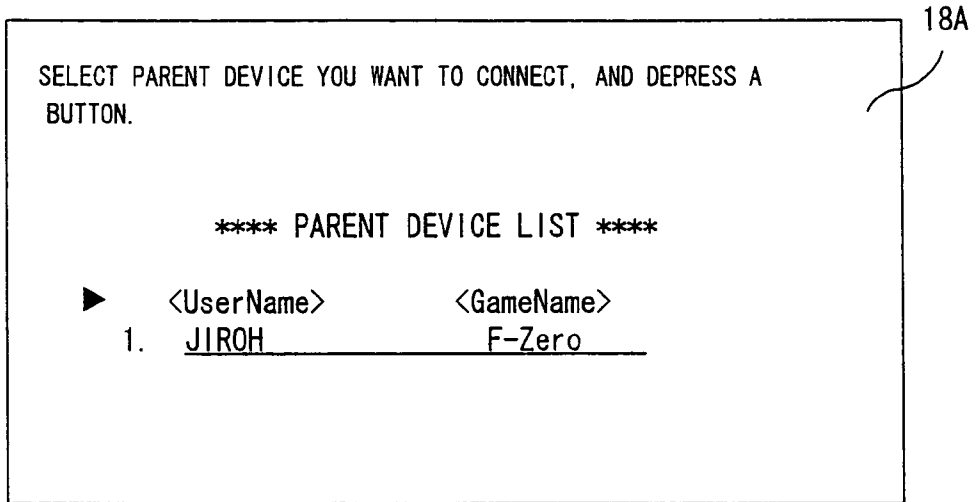 18A
SELECT PARENT DEVICE YOU WANT TO CONNECT, AND DEPRESS A
BUTTON.
**** PARENT DEVICE LIST ****
<UserName> <GameName>
1. JIROH F-Zero